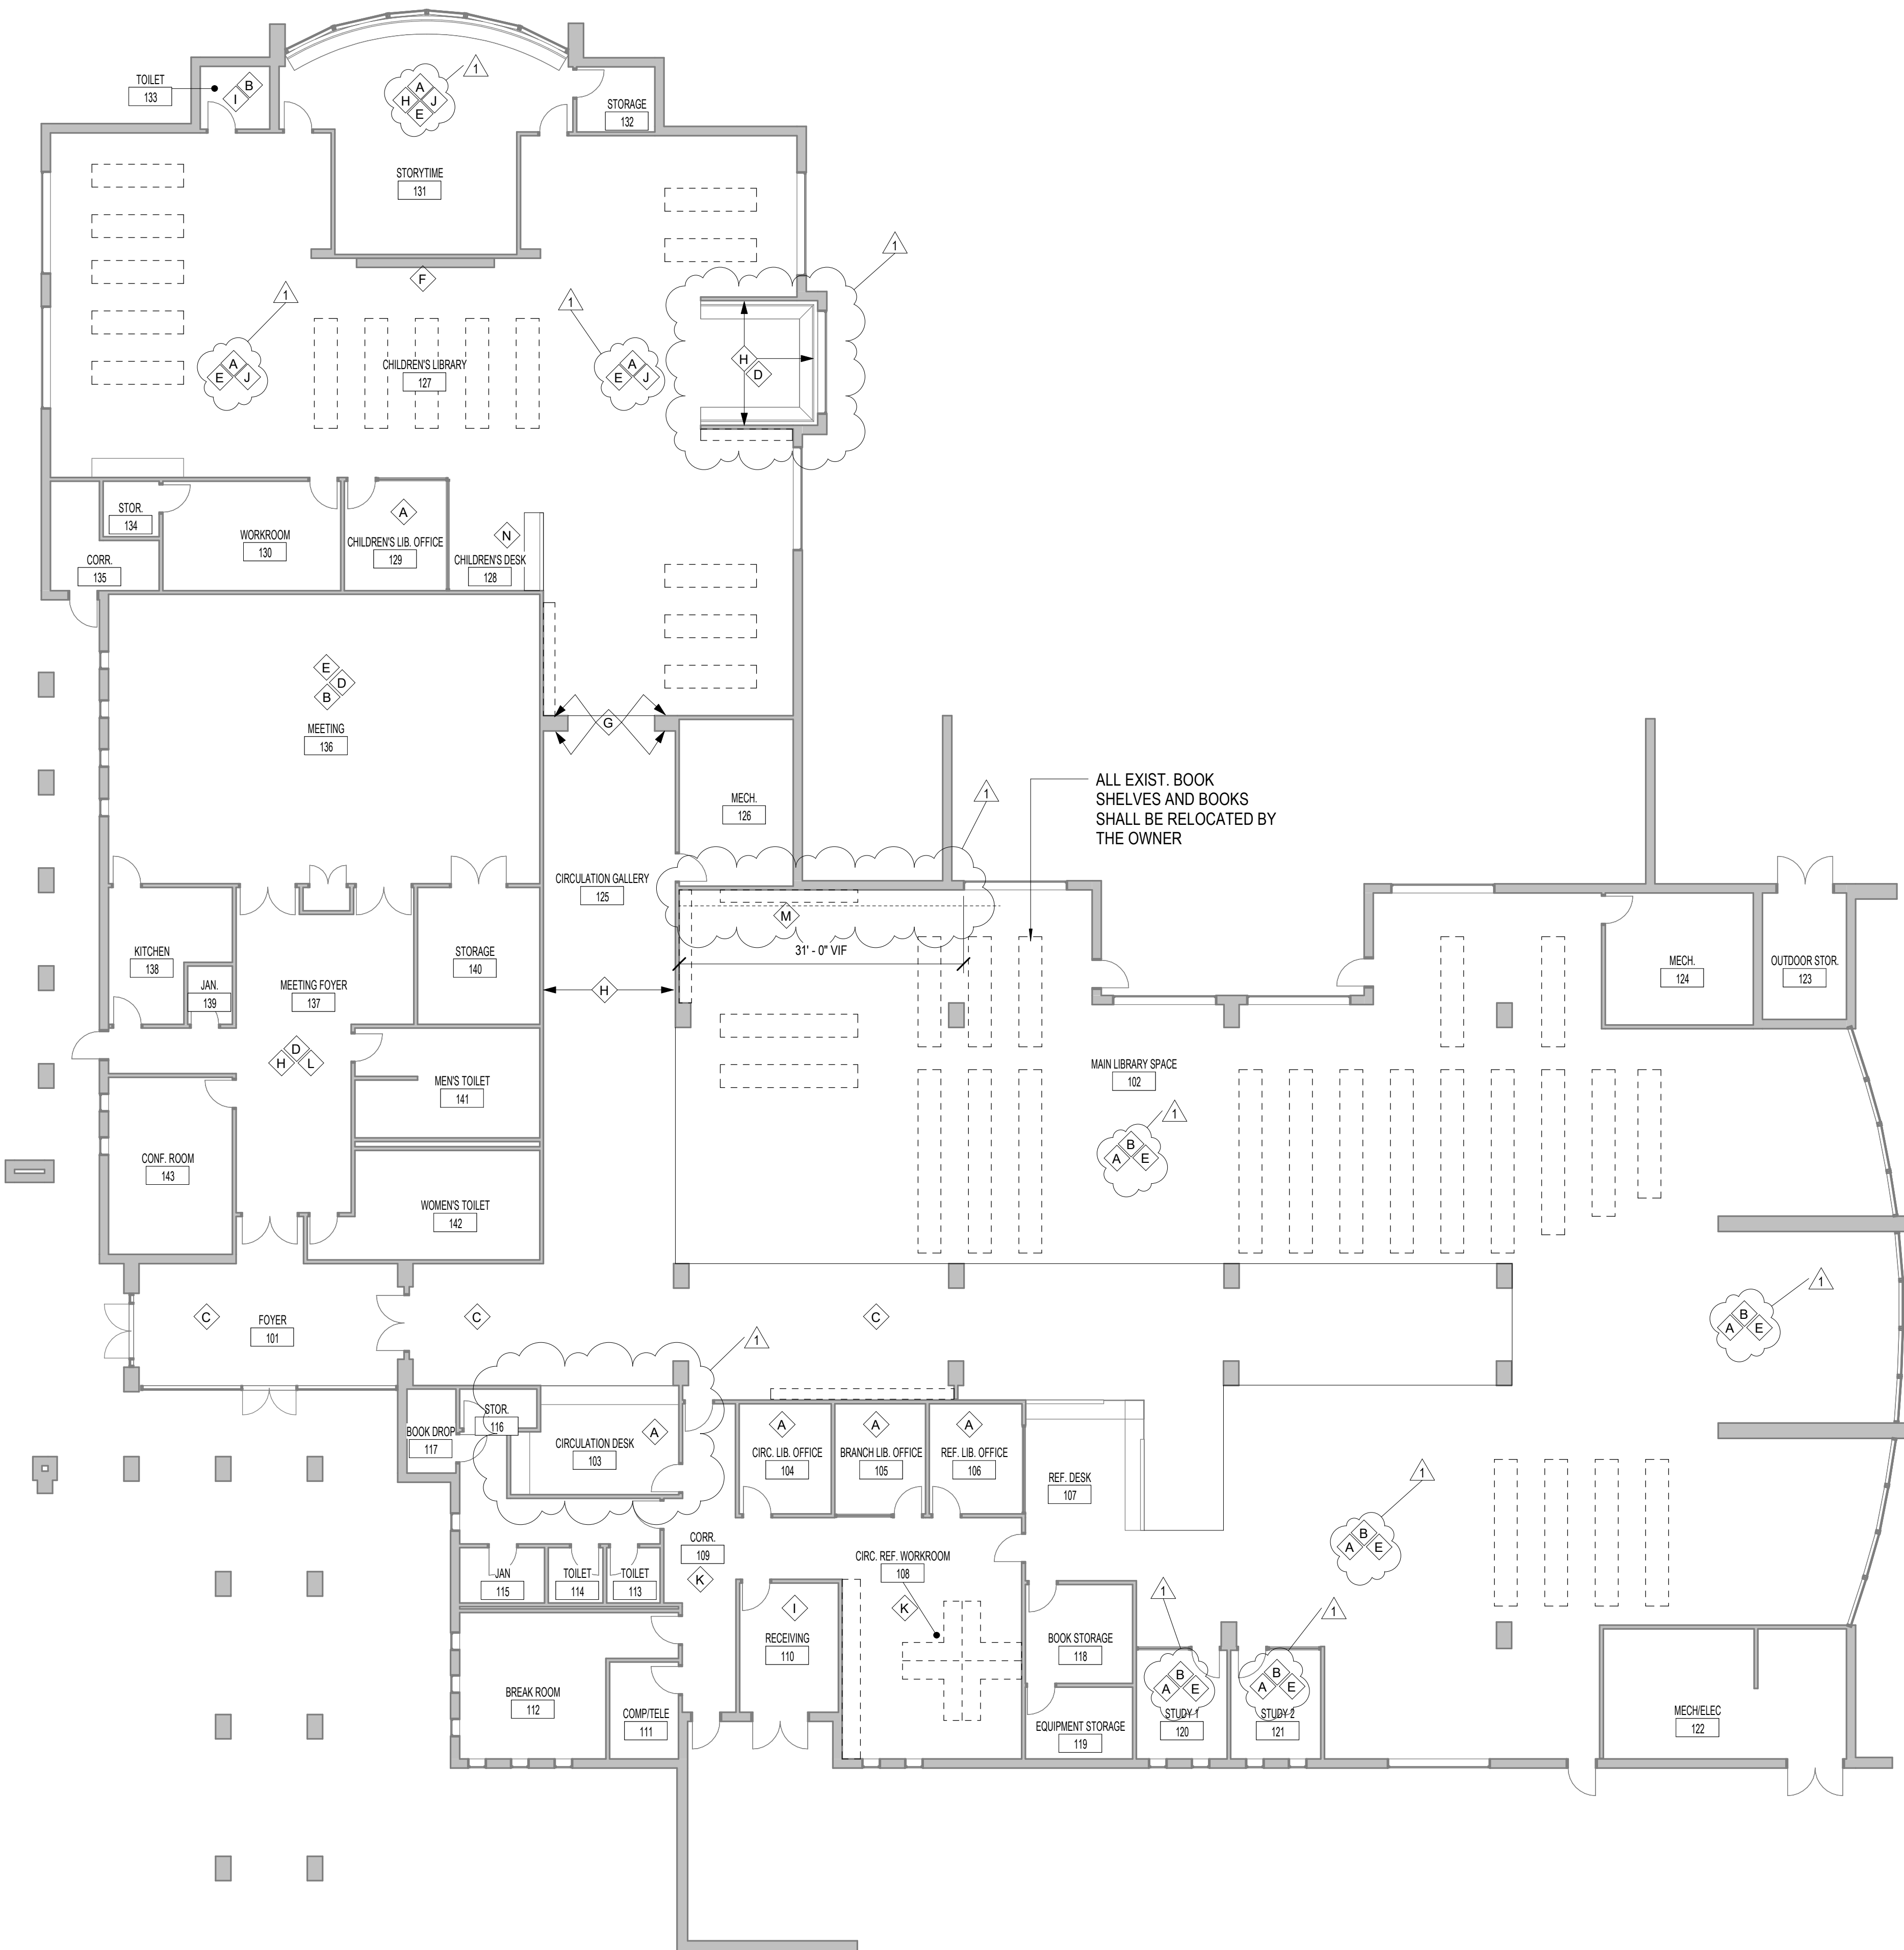 1
TOILET
133
B
I
A
H
J
E
STORAGE
132
STORYTIME
131
1
F
1
1
A
E
J
CHILDREN'S LIBRARY
127
A
E
J
H
D
STOR.
134
WORKROOM
130
A
CHILDREN'S LIB. OFFICE
129
N
CHILDREN'S DESK
128
CORR.
135
E
D
B
MEETING
136
G
MECH.
126
1
ALL EXIST. BOOK
SHELVES AND BOOKS
SHALL BE RELOCATED BY
THE OWNER
CIRCULATION GALLERY
125
M
31' - 0" VIF
KITCHEN
138
JAN.
139
MEETING FOYER
137
STORAGE
140
H
MECH.
124
OUTDOOR STOR.
123
D
H
L
MEN'S TOILET
141
MAIN LIBRARY SPACE
102
1
B
A
E
CONF. ROOM
143
WOMEN'S TOILET
142
C
FOYER
101
C
C
1
B
A
E
1
STOR.
116
BOOK DROP
117
CIRCULATION DESK
103
A
A
CIRC. LIB. OFFICE
104
A
BRANCH LIB. OFFICE
105
A
REF. LIB. OFFICE
106
REF. DESK
107
1
B
A
E
CORR.
109
K
CIRC. REF. WORKROOM
108
K
JAN
115
TOILET
114
TOILET
113
I
RECEIVING
110
BOOK STORAGE
118
1
1
B
A
E
STUDY 1
120
B
A
E
STUDY 2
121
BREAK ROOM
112
COMP/TELE
111
EQUIPMENT STORAGE
119
MECH/ELEC
122